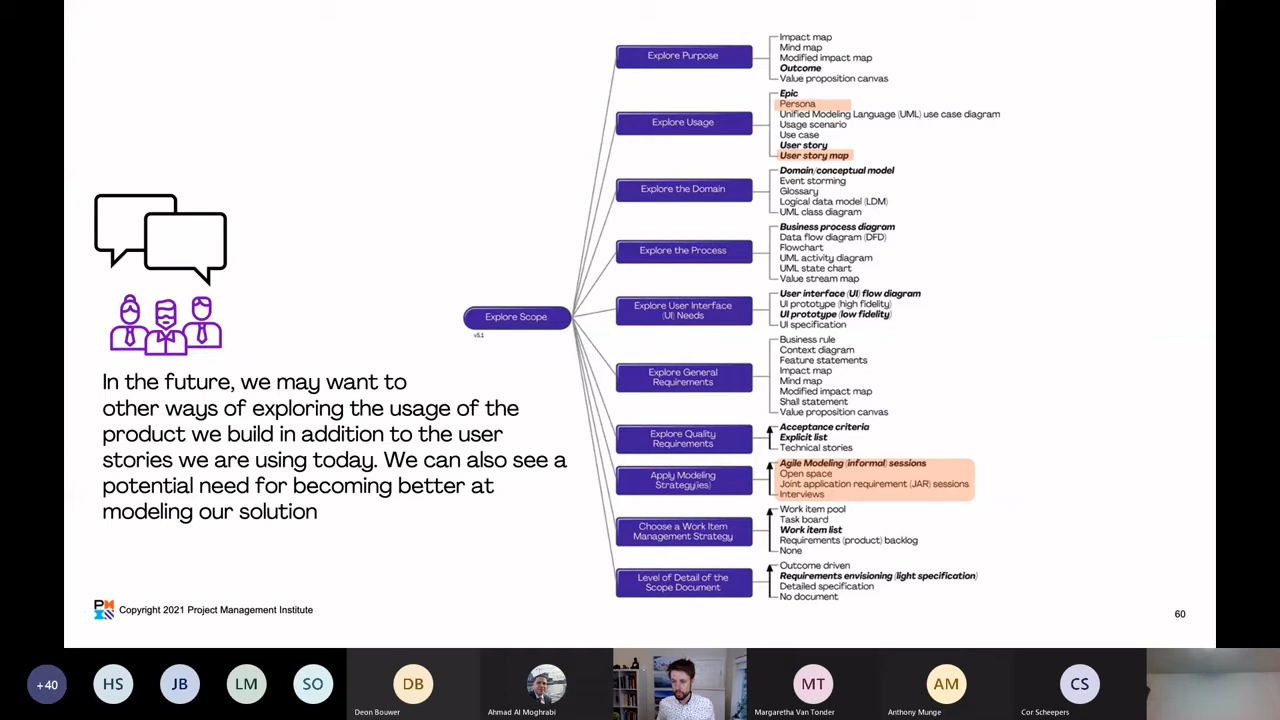 Explore Purpose
Impact map
Mind map
Modified impact map
Outcome
Value proposition canvas
Explore Usage
Epic
Persona
Unified Modeling Language (UML) use case diagram
Usage scenario
Use case
User story
User story map
Explore the Domain
Domain/conceptual model
Event storming
Glossary
Logical data model (LDM)
UML class diagram
Explore the Process
Business process diagram
Data flow diagram (DFD)
Flowchart
UML activity diagram
UML state chart
Value stream map
Explore Scope
v5.1
Explore User Interface
(UI) Needs
User interface (UI) flow diagram
UI prototype (high fidelity)
UI prototype (low fidelity)
UI specification
Explore General
Requirements
Business rule
Context diagram
Feature statements
Impact map
Mind map
Modified impact map
Shall statement
Value proposition canvas
Explore Quality
Requirements
Acceptance criteria
Explicit list
Technical stories
Apply Modeling
Strategy(ies)
Agile Modeling (informal) sessions
Open space
Joint application requirement (JAR) sessions
Interviews
Choose a Work Item
Management Strategy
Work item pool
Task board
Work item list
Requirements (product) backlog
None
Level of Detail of the
Scope Document
Outcome driven
Requirements envisioning (light specification)
Detailed specification
No document
In the future, we may want to
other ways of exploring the usage of the
product we build in addition to the user
stories we are using today. We can also see a
potential need for becoming better at
modeling our solution
Copyright 2021 Project Management Institute
60
+40
HS
JB
LM
SO
DB
Deon Bouwer
Ahmad Al Moghrabi
MT
Margaretha Van Tonder
AM
Anthony Munge
CS
Cor Scheepers